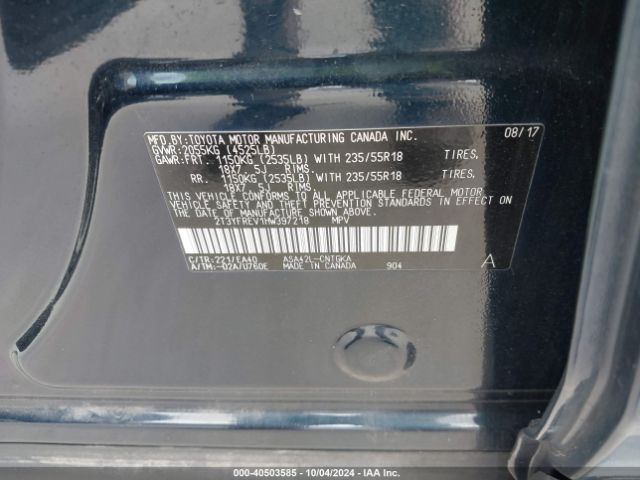 MFD.BY:TOYOTA MOTOR MANUFACTURING CANADA INC. 08/17
GVWR:2055KG (4525LB)
GAWR:FRT. 1150KG (2535LB) WITH 235/55R18 TIRES,
18X7.5J RIMS
RR. 1150KG (2535LB) WITH 235/55R18 TIRES,
18X7.5J RIMS
THIS VEHICLE CONFORMS TO ALL APPLICABLE FEDERAL MOTOR
VEHICLE SAFETY AND THEFT PREVENTION STANDARDS IN EFFECT ON
THE DATE OF MANUFACTURE SHOWN ABOVE.
2T3YFREV1HW397218 MPV
C/TR:221/EA40 ASA42L-CNTGKA A
A/TM:-02A/U760E MADE IN CANADA 904
000-40503585 - 10/04/2024 - IAA